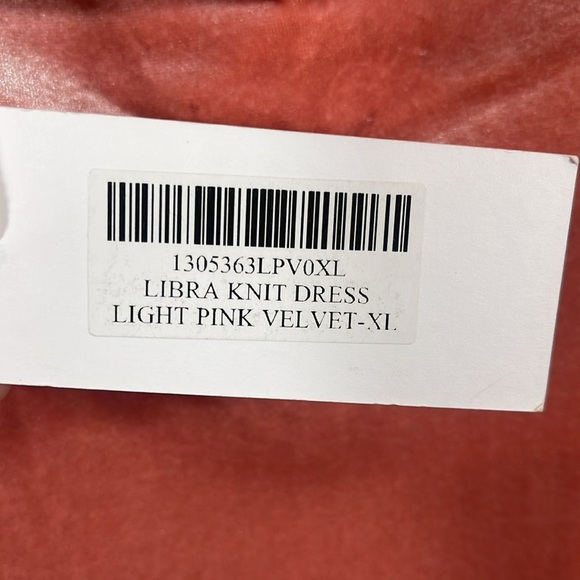 1305363LPV0XL
LIBRA KNIT DRESS
LIGHT PINK VELVET-XL